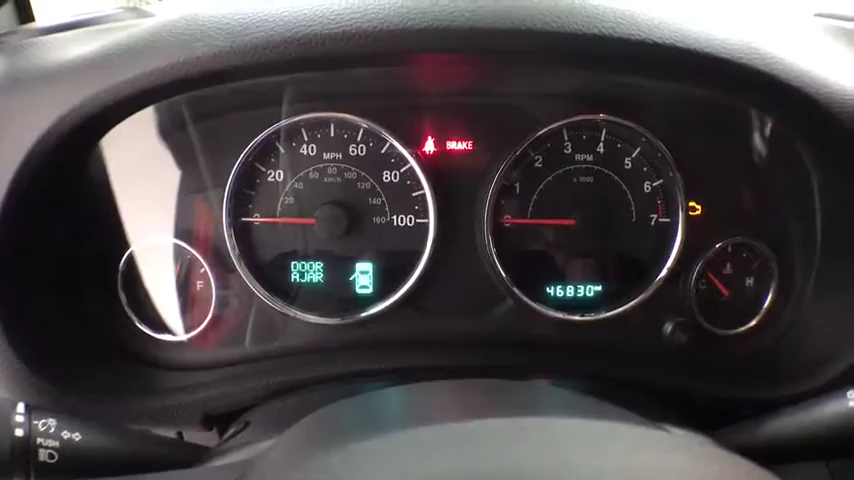 20 40 60 80 100
MPH
km/h
20 40 60 80 100 120 140 160
DOOR
AJAR
BRAKE
1 2 3 4 5 6 7
RPM
x 1000
46830
F
H
PUSH